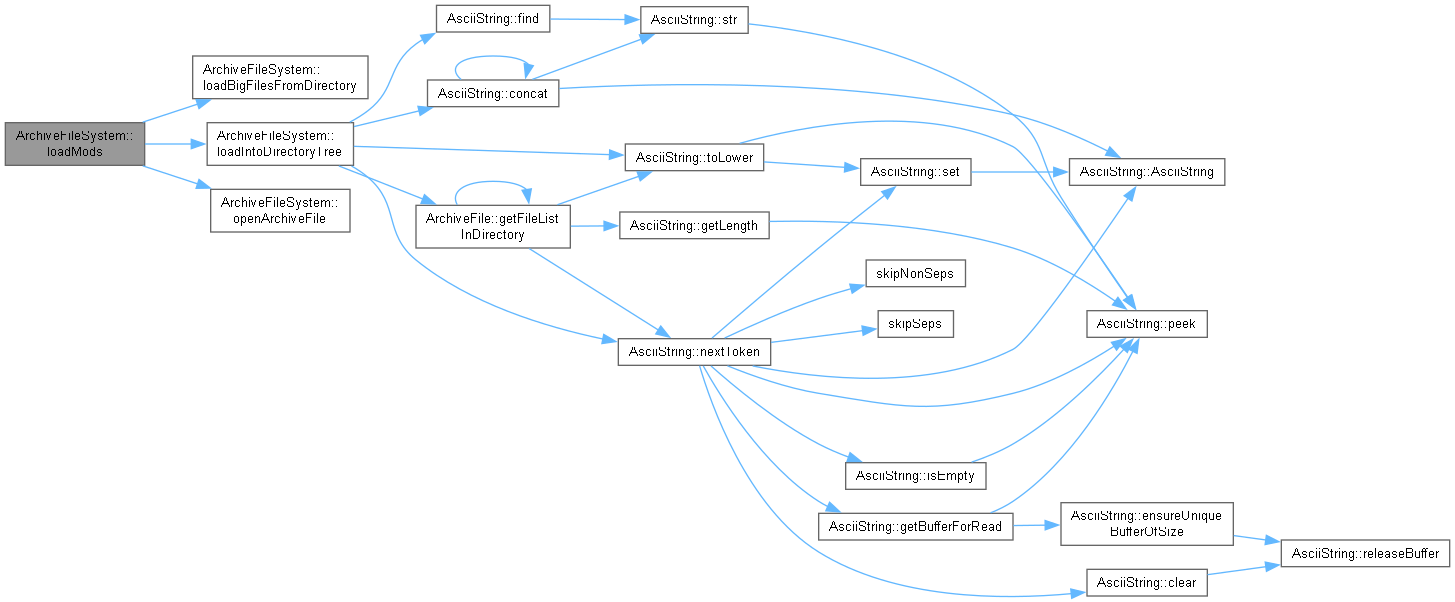 ArchiveFileSystem::
loadMods
ArchiveFileSystem::
loadBigFilesFromDirectory
ArchiveFileSystem::
loadIntoDirectoryTree
ArchiveFileSystem::
openArchiveFile
AsciiString::find
AsciiString::concat
AsciiString::toLower
ArchiveFile::getFileList
InDirectory
AsciiString::str
AsciiString::getLength
AsciiString::nextToken
AsciiString::set
skipNonSeps
skipSeps
AsciiString::isEmpty
AsciiString::getBufferForRead
AsciiString::AsciiString
AsciiString::peek
AsciiString::ensureUnique
BufferOfSize
AsciiString::clear
AsciiString::releaseBuffer